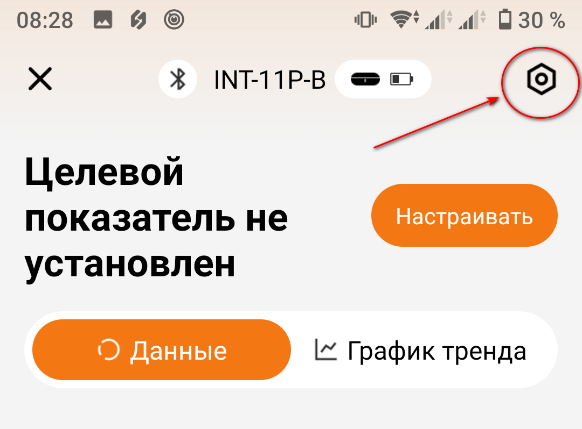 08:28 30 %
INT-11P-B
Целевой
показатель не
установлен
Настраивать
Данные
График тренда